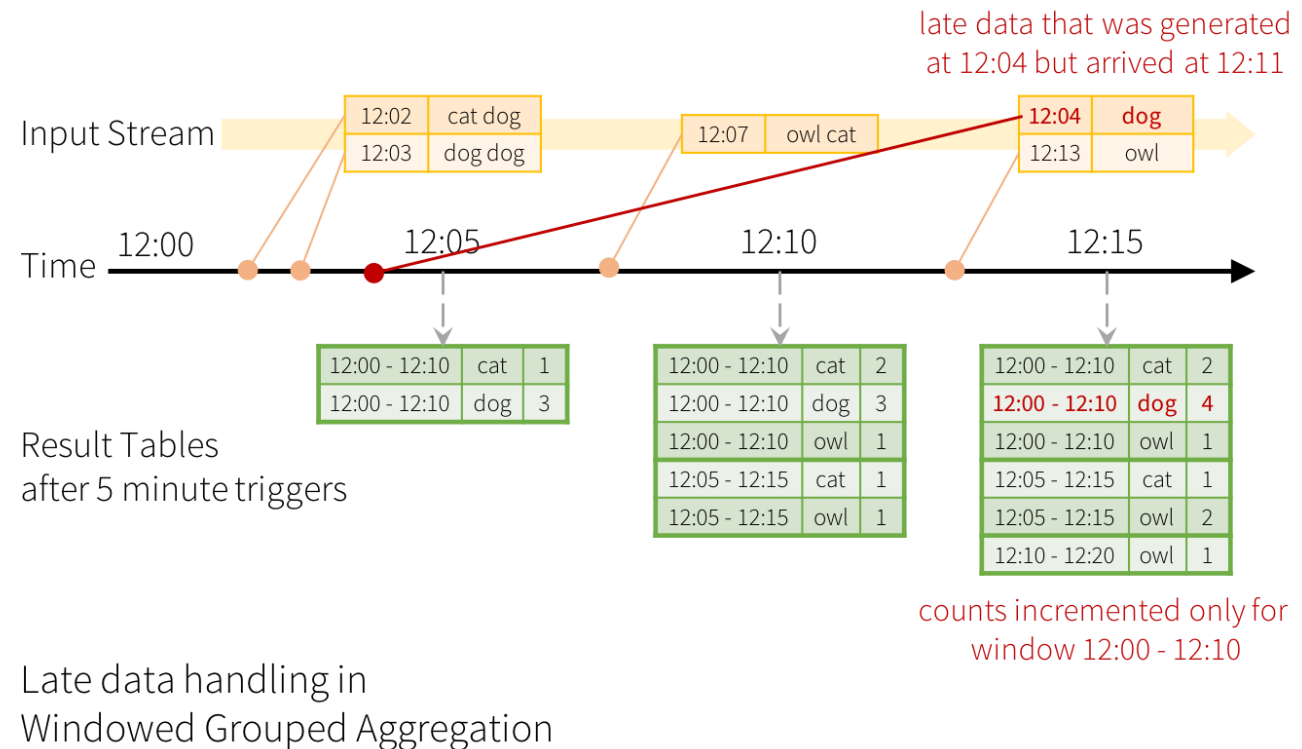 late data that was generated
at 12:04 but arrived at 12:11
Input Stream
12:02 cat dog
12:03 dog dog
12:07 owl cat
12:04 dog
12:13 owl
Time
12:00
12:05
12:10
12:15
Result Tables
after 5 minute triggers
12:00 - 12:10 cat 1
12:00 - 12:10 dog 3
12:00 - 12:10 cat 2
12:00 - 12:10 dog 3
12:00 - 12:10 owl 1
12:05 - 12:15 cat 1
12:05 - 12:15 owl 1
12:00 - 12:10 cat 2
12:00 - 12:10 dog 4
12:00 - 12:10 owl 1
12:05 - 12:15 cat 1
12:05 - 12:15 owl 2
12:10 - 12:20 owl 1
counts incremented only for
window 12:00 - 12:10
Late data handling in
Windowed Grouped Aggregation